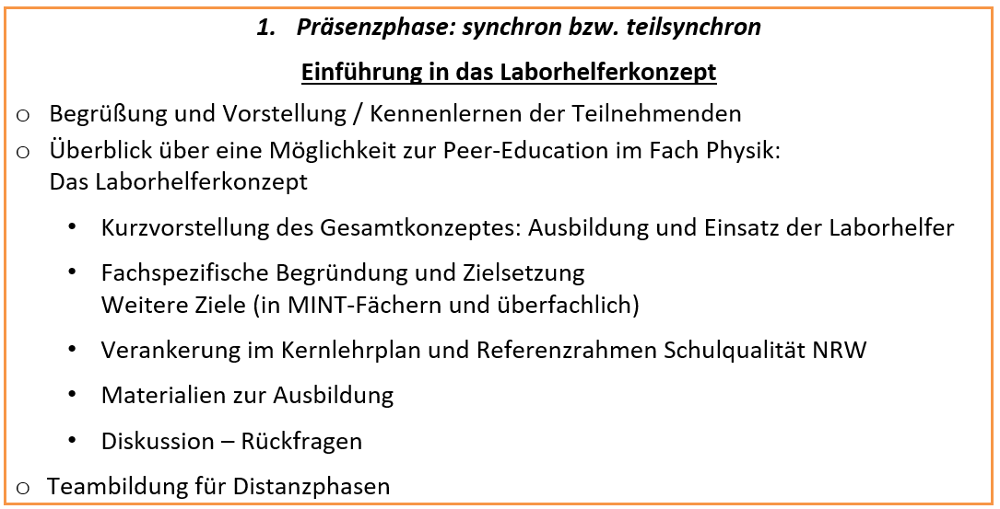 1. Präsenzphase: synchron bzw. teilsynchron
Einführung in das Laborhelferkonzept
o Begrüßung und Vorstellung / Kennenlernen der Teilnehmenden
o Überblick über eine Möglichkeit zur Peer-Education im Fach Physik:
Das Laborhelferkonzept
• Kurzvorstellung des Gesamtkonzeptes: Ausbildung und Einsatz der Laborhelfer
• Fachspezifische Begründung und Zielsetzung
Weitere Ziele (in MINT-Fächern und überfachlich)
• Verankerung im Kernlehrplan und Referenzrahmen Schulqualität NRW
• Materialien zur Ausbildung
• Diskussion – Rückfragen
o Teambildung für Distanzphasen